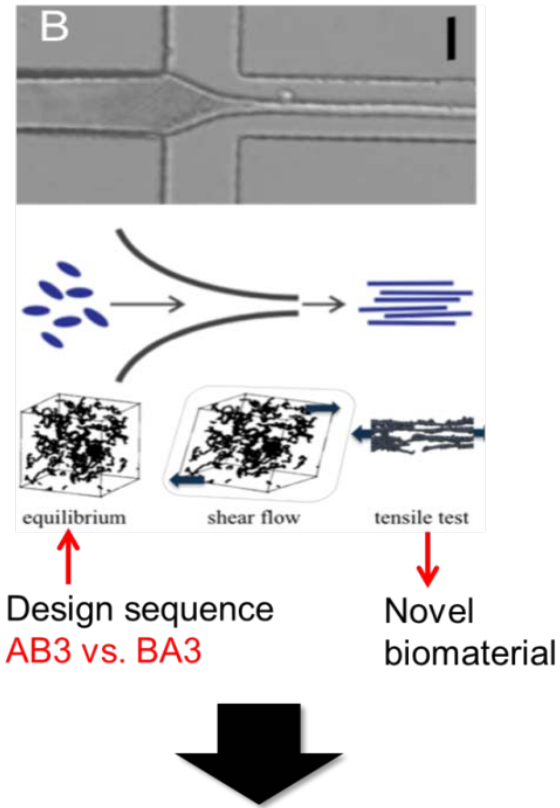 B
equilibrium
shear flow
tensile test
Design sequence
AB3 vs. BA3
Novel
biomaterial